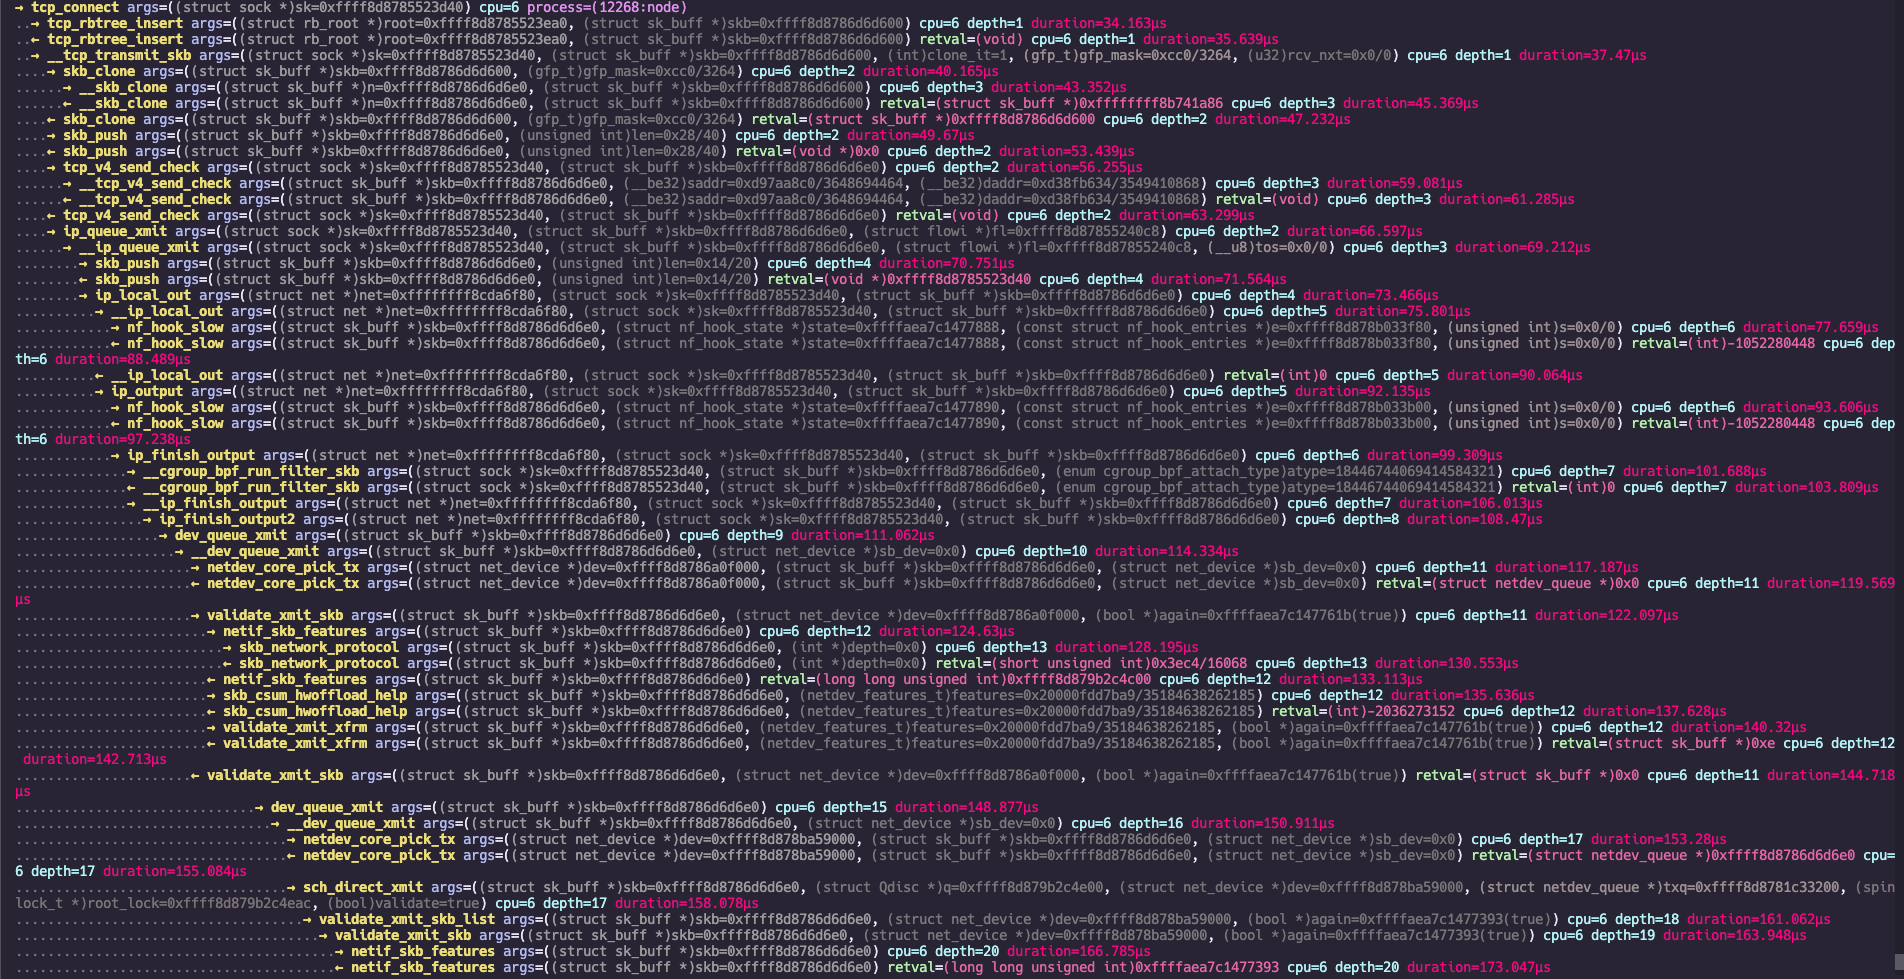 → tcp_connect args=((struct sock *)sk=0xffff8d8785523d40) cpu=6 process=(12268:node)
..→ tcp_rbtree_insert args=((struct rb_root *)root=0xffff8d8785523ea0, (struct sk_buff *)skb=0xffff8d8786d6d600) cpu=6 depth=1 duration=34.163µs
..← tcp_rbtree_insert args=((struct rb_root *)root=0xffff8d8785523ea0, (struct sk_buff *)skb=0xffff8d8786d6d600) retval=(void) cpu=6 depth=1 duration=35.639µs
..→ __tcp_transmit_skb args=((struct sock *)sk=0xffff8d8785523d40, (struct sk_buff *)skb=0xffff8d8786d6d600, (int)clone_it=1, (gfp_t)gfp_mask=0xcc0/3264, (u32)rcv_nxt=0x0/0) cpu=6 depth=1 duration=37.47µs
....→ skb_clone args=((struct sk_buff *)skb=0xffff8d8786d6d600, (gfp_t)gfp_mask=0xcc0/3264) cpu=6 depth=2 duration=40.165µs
......→ __skb_clone args=((struct sk_buff *)n=0xffff8d8786d6d6e0, (struct sk_buff *)skb=0xffff8d8786d6d600) cpu=6 depth=3 duration=43.352µs
......← __skb_clone args=((struct sk_buff *)n=0xffff8d8786d6d6e0, (struct sk_buff *)skb=0xffff8d8786d6d600) retval=(struct sk_buff *)0xffffffff8b741a86 cpu=6 depth=3 duration=45.369µs
....← skb_clone args=((struct sk_buff *)skb=0xffff8d8786d6d600, (gfp_t)gfp_mask=0xcc0/3264) retval=(struct sk_buff *)0xffff8d8786d6d600 cpu=6 depth=2 duration=47.232µs
....→ skb_push args=((struct sk_buff *)skb=0xffff8d8786d6d6e0, (unsigned int)len=0x28/40) cpu=6 depth=2 duration=49.67µs
....← skb_push args=((struct sk_buff *)skb=0xffff8d8786d6d6e0, (unsigned int)len=0x28/40) retval=(void *)0x0 cpu=6 depth=2 duration=53.439µs
....→ tcp_v4_send_check args=((struct sock *)sk=0xffff8d8785523d40, (struct sk_buff *)skb=0xffff8d8786d6d6e0) cpu=6 depth=2 duration=56.255µs
......→ __tcp_v4_send_check args=((struct sk_buff *)skb=0xffff8d8786d6d6e0, (__be32)saddr=0xd97aa8c0/3648694464, (__be32)daddr=0xd38fb634/3549410868) cpu=6 depth=3 duration=59.081µs
......← __tcp_v4_send_check args=((struct sk_buff *)skb=0xffff8d8786d6d6e0, (__be32)saddr=0xd97aa8c0/3648694464, (__be32)daddr=0xd38fb634/3549410868) retval=(void) cpu=6 depth=3 duration=61.285µs
....← tcp_v4_send_check args=((struct sock *)sk=0xffff8d8785523d40, (struct sk_buff *)skb=0xffff8d8786d6d6e0) retval=(void) cpu=6 depth=2 duration=63.299µs
....→ ip_queue_xmit args=((struct sock *)sk=0xffff8d8785523d40, (struct sk_buff *)skb=0xffff8d8786d6d6e0, (struct flowi *)fl=0xffff8d87855240c8) cpu=6 depth=2 duration=66.597µs
......→ __ip_queue_xmit args=((struct sock *)sk=0xffff8d8785523d40, (struct sk_buff *)skb=0xffff8d8786d6d6e0, (struct flowi *)fl=0xffff8d87855240c8, (__u8)tos=0x0/0) cpu=6 depth=3 duration=69.212µs
........→ skb_push args=((struct sk_buff *)skb=0xffff8d8786d6d6e0, (unsigned int)len=0x14/20) cpu=6 depth=4 duration=70.751µs
........← skb_push args=((struct sk_buff *)skb=0xffff8d8786d6d6e0, (unsigned int)len=0x14/20) retval=(void *)0xffff8d8785523d40 cpu=6 depth=4 duration=71.564µs
........→ ip_local_out args=((struct net *)net=0xffffffff8cda6f80, (struct sock *)sk=0xffff8d8785523d40, (struct sk_buff *)skb=0xffff8d8786d6d6e0) cpu=6 depth=4 duration=73.466µs
..........→ __ip_local_out args=((struct net *)net=0xffffffff8cda6f80, (struct sock *)sk=0xffff8d8785523d40, (struct sk_buff *)skb=0xffff8d8786d6d6e0) cpu=6 depth=5 duration=75.801µs
............→ nf_hook_slow args=((struct sk_buff *)skb=0xffff8d8786d6d6e0, (struct nf_hook_state *)state=0xffffaea7c1477888, (const struct nf_hook_entries *)e=0xffff8d878b033f80, (unsigned int)s=0x0/0) cpu=6 depth=6 duration=77.659µs
............← nf_hook_slow args=((struct sk_buff *)skb=0xffff8d8786d6d6e0, (struct nf_hook_state *)state=0xffffaea7c1477888, (const struct nf_hook_entries *)e=0xffff8d878b033f80, (unsigned int)s=0x0/0) retval=(int)-1052280448 cpu=6 dep
th=6 duration=88.489µs
..........← __ip_local_out args=((struct net *)net=0xffffffff8cda6f80, (struct sock *)sk=0xffff8d8785523d40, (struct sk_buff *)skb=0xffff8d8786d6d6e0) retval=(int)0 cpu=6 depth=5 duration=90.064µs
..........→ ip_output args=((struct net *)net=0xffffffff8cda6f80, (struct sock *)sk=0xffff8d8785523d40, (struct sk_buff *)skb=0xffff8d8786d6d6e0) cpu=6 depth=5 duration=92.135µs
............→ nf_hook_slow args=((struct sk_buff *)skb=0xffff8d8786d6d6e0, (struct nf_hook_state *)state=0xffffaea7c1477890, (const struct nf_hook_entries *)e=0xffff8d878b033b00, (unsigned int)s=0x0/0) cpu=6 depth=6 duration=93.606µs
............← nf_hook_slow args=((struct sk_buff *)skb=0xffff8d8786d6d6e0, (struct nf_hook_state *)state=0xffffaea7c1477890, (const struct nf_hook_entries *)e=0xffff8d878b033b00, (unsigned int)s=0x0/0) retval=(int)-1052280448 cpu=6 dep
th=6 duration=97.238µs
............→ ip_finish_output args=((struct net *)net=0xffffffff8cda6f80, (struct sock *)sk=0xffff8d8785523d40, (struct sk_buff *)skb=0xffff8d8786d6d6e0) cpu=6 depth=6 duration=99.309µs
..............→ __cgroup_bpf_run_filter_skb args=((struct sock *)sk=0xffff8d8785523d40, (struct sk_buff *)skb=0xffff8d8786d6d6e0, (enum cgroup_bpf_attach_type)atype=18446744069414584321) cpu=6 depth=7 duration=101.688µs
..............← __cgroup_bpf_run_filter_skb args=((struct sock *)sk=0xffff8d8785523d40, (struct sk_buff *)skb=0xffff8d8786d6d6e0, (enum cgroup_bpf_attach_type)atype=18446744069414584321) retval=(int)0 cpu=6 depth=7 duration=103.809µs
..............→ __ip_finish_output args=((struct net *)net=0xffffffff8cda6f80, (struct sock *)sk=0xffff8d8785523d40, (struct sk_buff *)skb=0xffff8d8786d6d6e0) cpu=6 depth=7 duration=106.013µs
................→ ip_finish_output2 args=((struct net *)net=0xffffffff8cda6f80, (struct sock *)sk=0xffff8d8785523d40, (struct sk_buff *)skb=0xffff8d8786d6d6e0) cpu=6 depth=8 duration=108.47µs
..................→ dev_queue_xmit args=((struct sk_buff *)skb=0xffff8d8786d6d6e0) cpu=6 depth=9 duration=111.062µs
....................→ __dev_queue_xmit args=((struct sk_buff *)skb=0xffff8d8786d6d6e0, (struct net_device *)sb_dev=0x0) cpu=6 depth=10 duration=114.334µs
......................→ netdev_core_pick_tx args=((struct net_device *)dev=0xffff8d8786a0f000, (struct sk_buff *)skb=0xffff8d8786d6d6e0, (struct net_device *)sb_dev=0x0) cpu=6 depth=11 duration=117.187µs
......................← netdev_core_pick_tx args=((struct net_device *)dev=0xffff8d8786a0f000, (struct sk_buff *)skb=0xffff8d8786d6d6e0, (struct net_device *)sb_dev=0x0) retval=(struct netdev_queue *)0x0 cpu=6 depth=11 duration=119.569
µs
......................→ validate_xmit_skb args=((struct sk_buff *)skb=0xffff8d8786d6d6e0, (struct net_device *)dev=0xffff8d8786a0f000, (bool *)again=0xffffaea7c147761b(true)) cpu=6 depth=11 duration=122.097µs
........................→ netif_skb_features args=((struct sk_buff *)skb=0xffff8d8786d6d6e0) cpu=6 depth=12 duration=124.63µs
..........................→ skb_network_protocol args=((struct sk_buff *)skb=0xffff8d8786d6d6e0, (int *)depth=0x0) cpu=6 depth=13 duration=128.195µs
..........................← skb_network_protocol args=((struct sk_buff *)skb=0xffff8d8786d6d6e0, (int *)depth=0x0) retval=(short unsigned int)0x3ec4/16068 cpu=6 depth=13 duration=130.553µs
........................← netif_skb_features args=((struct sk_buff *)skb=0xffff8d8786d6d6e0) retval=(long long unsigned int)0xffff8d879b2c4c00 cpu=6 depth=12 duration=133.113µs
........................→ skb_csum_hwoffload_help args=((struct sk_buff *)skb=0xffff8d8786d6d6e0, (netdev_features_t)features=0x20000fdd7ba9/35184638262185) cpu=6 depth=12 duration=135.636µs
........................← skb_csum_hwoffload_help args=((struct sk_buff *)skb=0xffff8d8786d6d6e0, (netdev_features_t)features=0x20000fdd7ba9/35184638262185) retval=(int)-2036273152 cpu=6 depth=12 duration=137.628µs
........................→ validate_xmit_xfrm args=((struct sk_buff *)skb=0xffff8d8786d6d6e0, (netdev_features_t)features=0x20000fdd7ba9/35184638262185, (bool *)again=0xffffaea7c147761b(true)) cpu=6 depth=12 duration=140.32µs
........................← validate_xmit_xfrm args=((struct sk_buff *)skb=0xffff8d8786d6d6e0, (netdev_features_t)features=0x20000fdd7ba9/35184638262185, (bool *)again=0xffffaea7c147761b(true)) retval=(struct sk_buff *)0xe cpu=6 depth=12
duration=142.713µs
......................← validate_xmit_skb args=((struct sk_buff *)skb=0xffff8d8786d6d6e0, (struct net_device *)dev=0xffff8d8786a0f000, (bool *)again=0xffffaea7c147761b(true)) retval=(struct sk_buff *)0x0 cpu=6 depth=11 duration=144.718
µs
..............................→ dev_queue_xmit args=((struct sk_buff *)skb=0xffff8d8786d6d6e0) cpu=6 depth=15 duration=148.877µs
................................→ __dev_queue_xmit args=((struct sk_buff *)skb=0xffff8d8786d6d6e0, (struct net_device *)sb_dev=0x0) cpu=6 depth=16 duration=150.911µs
..................................→ netdev_core_pick_tx args=((struct net_device *)dev=0xffff8d878ba59000, (struct sk_buff *)skb=0xffff8d8786d6d6e0, (struct net_device *)sb_dev=0x0) cpu=6 depth=17 duration=153.28µs
..................................← netdev_core_pick_tx args=((struct net_device *)dev=0xffff8d878ba59000, (struct sk_buff *)skb=0xffff8d8786d6d6e0, (struct net_device *)sb_dev=0x0) retval=(struct netdev_queue *)0xffff8d8786d6d6e0 cpu=
6 depth=17 duration=155.084µs
..................................→ sch_direct_xmit args=((struct sk_buff *)skb=0xffff8d8786d6d6e0, (struct Qdisc *)q=0xffff8d879b2c4e00, (struct net_device *)dev=0xffff8d878ba59000, (struct netdev_queue *)txq=0xffff8d8781c33200, (spin
lock_t *)root_lock=0xffff8d879b2c4eac, (bool)validate=true) cpu=6 depth=17 duration=158.078µs
....................................→ validate_xmit_skb_list args=((struct sk_buff *)skb=0xffff8d8786d6d6e0, (struct net_device *)dev=0xffff8d878ba59000, (bool *)again=0xffffaea7c1477393(true)) cpu=6 depth=18 duration=161.062µs
......................................→ validate_xmit_skb args=((struct sk_buff *)skb=0xffff8d8786d6d6e0, (struct net_device *)dev=0xffff8d878ba59000, (bool *)again=0xffffaea7c1477393(true)) cpu=6 depth=19 duration=163.948µs
........................................→ netif_skb_features args=((struct sk_buff *)skb=0xffff8d8786d6d6e0) cpu=6 depth=20 duration=166.785µs
........................................← netif_skb_features args=((struct sk_buff *)skb=0xffff8d8786d6d6e0) retval=(long long unsigned int)0xffffaea7c1477393 cpu=6 depth=20 duration=173.047µs